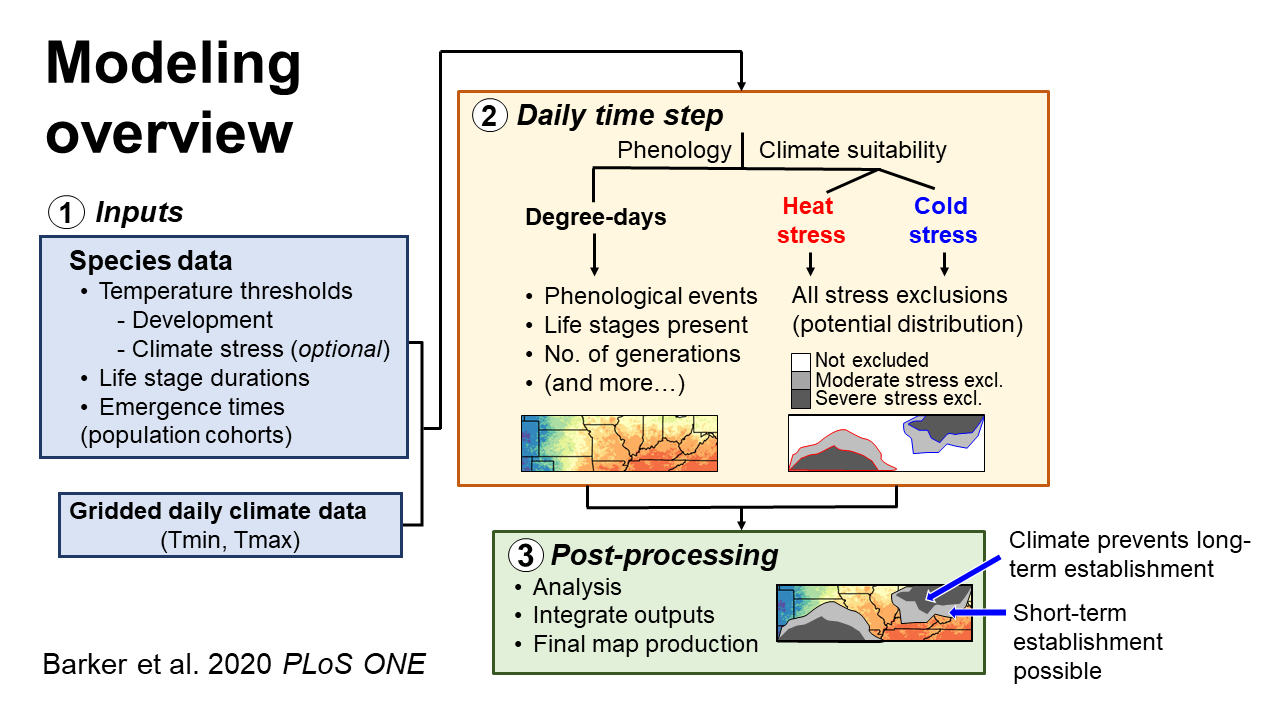 Modeling
overview
1 Inputs
Species data
• Temperature thresholds
- Development
- Climate stress (optional)
• Life stage durations
• Emergence times
(population cohorts)
Gridded daily climate data
(Tmin, Tmax)
2 Daily time step
Phenology
Climate suitability
Degree-days
• Phenological events
• Life stages present
• No. of generations
• (and more…)
Heat
stress
Cold
stress
All stress exclusions
(potential distribution)
Not excluded
Moderate stress excl.
Severe stress excl.
3 Post-processing
• Analysis
• Integrate outputs
• Final map production
Climate prevents long-
term establishment
Short-term
establishment
possible
Barker et al. 2020 PLoS ONE